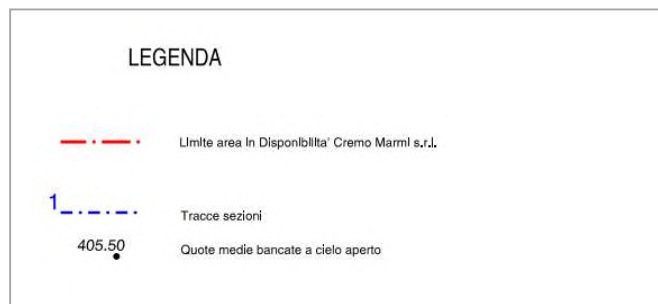 LEGENDA
Limite area in Disponibilita' Cremo Marmi s.r.l.
1
Tracce sezioni
405.50 Quote medie bancate a cielo aperto